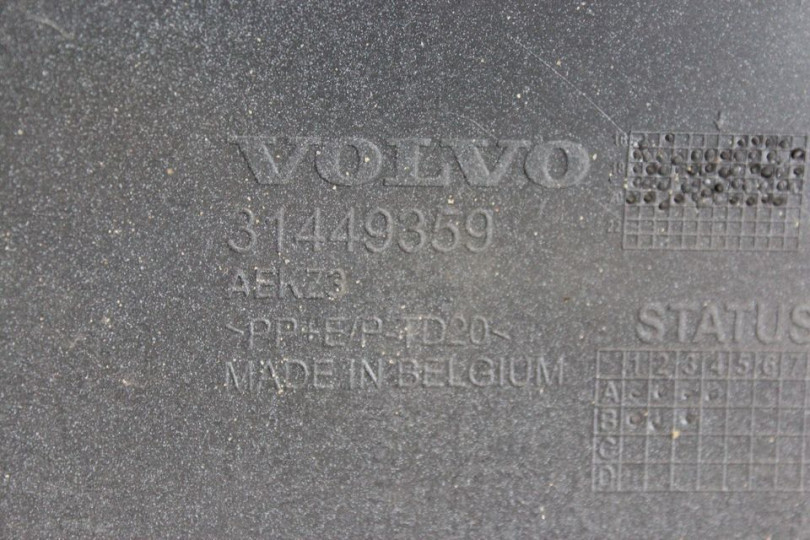 VOLVO
31449359
AEKZ3
>PP+E/P-TD20<
MADE IN BELGIUM
STATUS
1 2 3 4 5 6 7
A
B
C
D